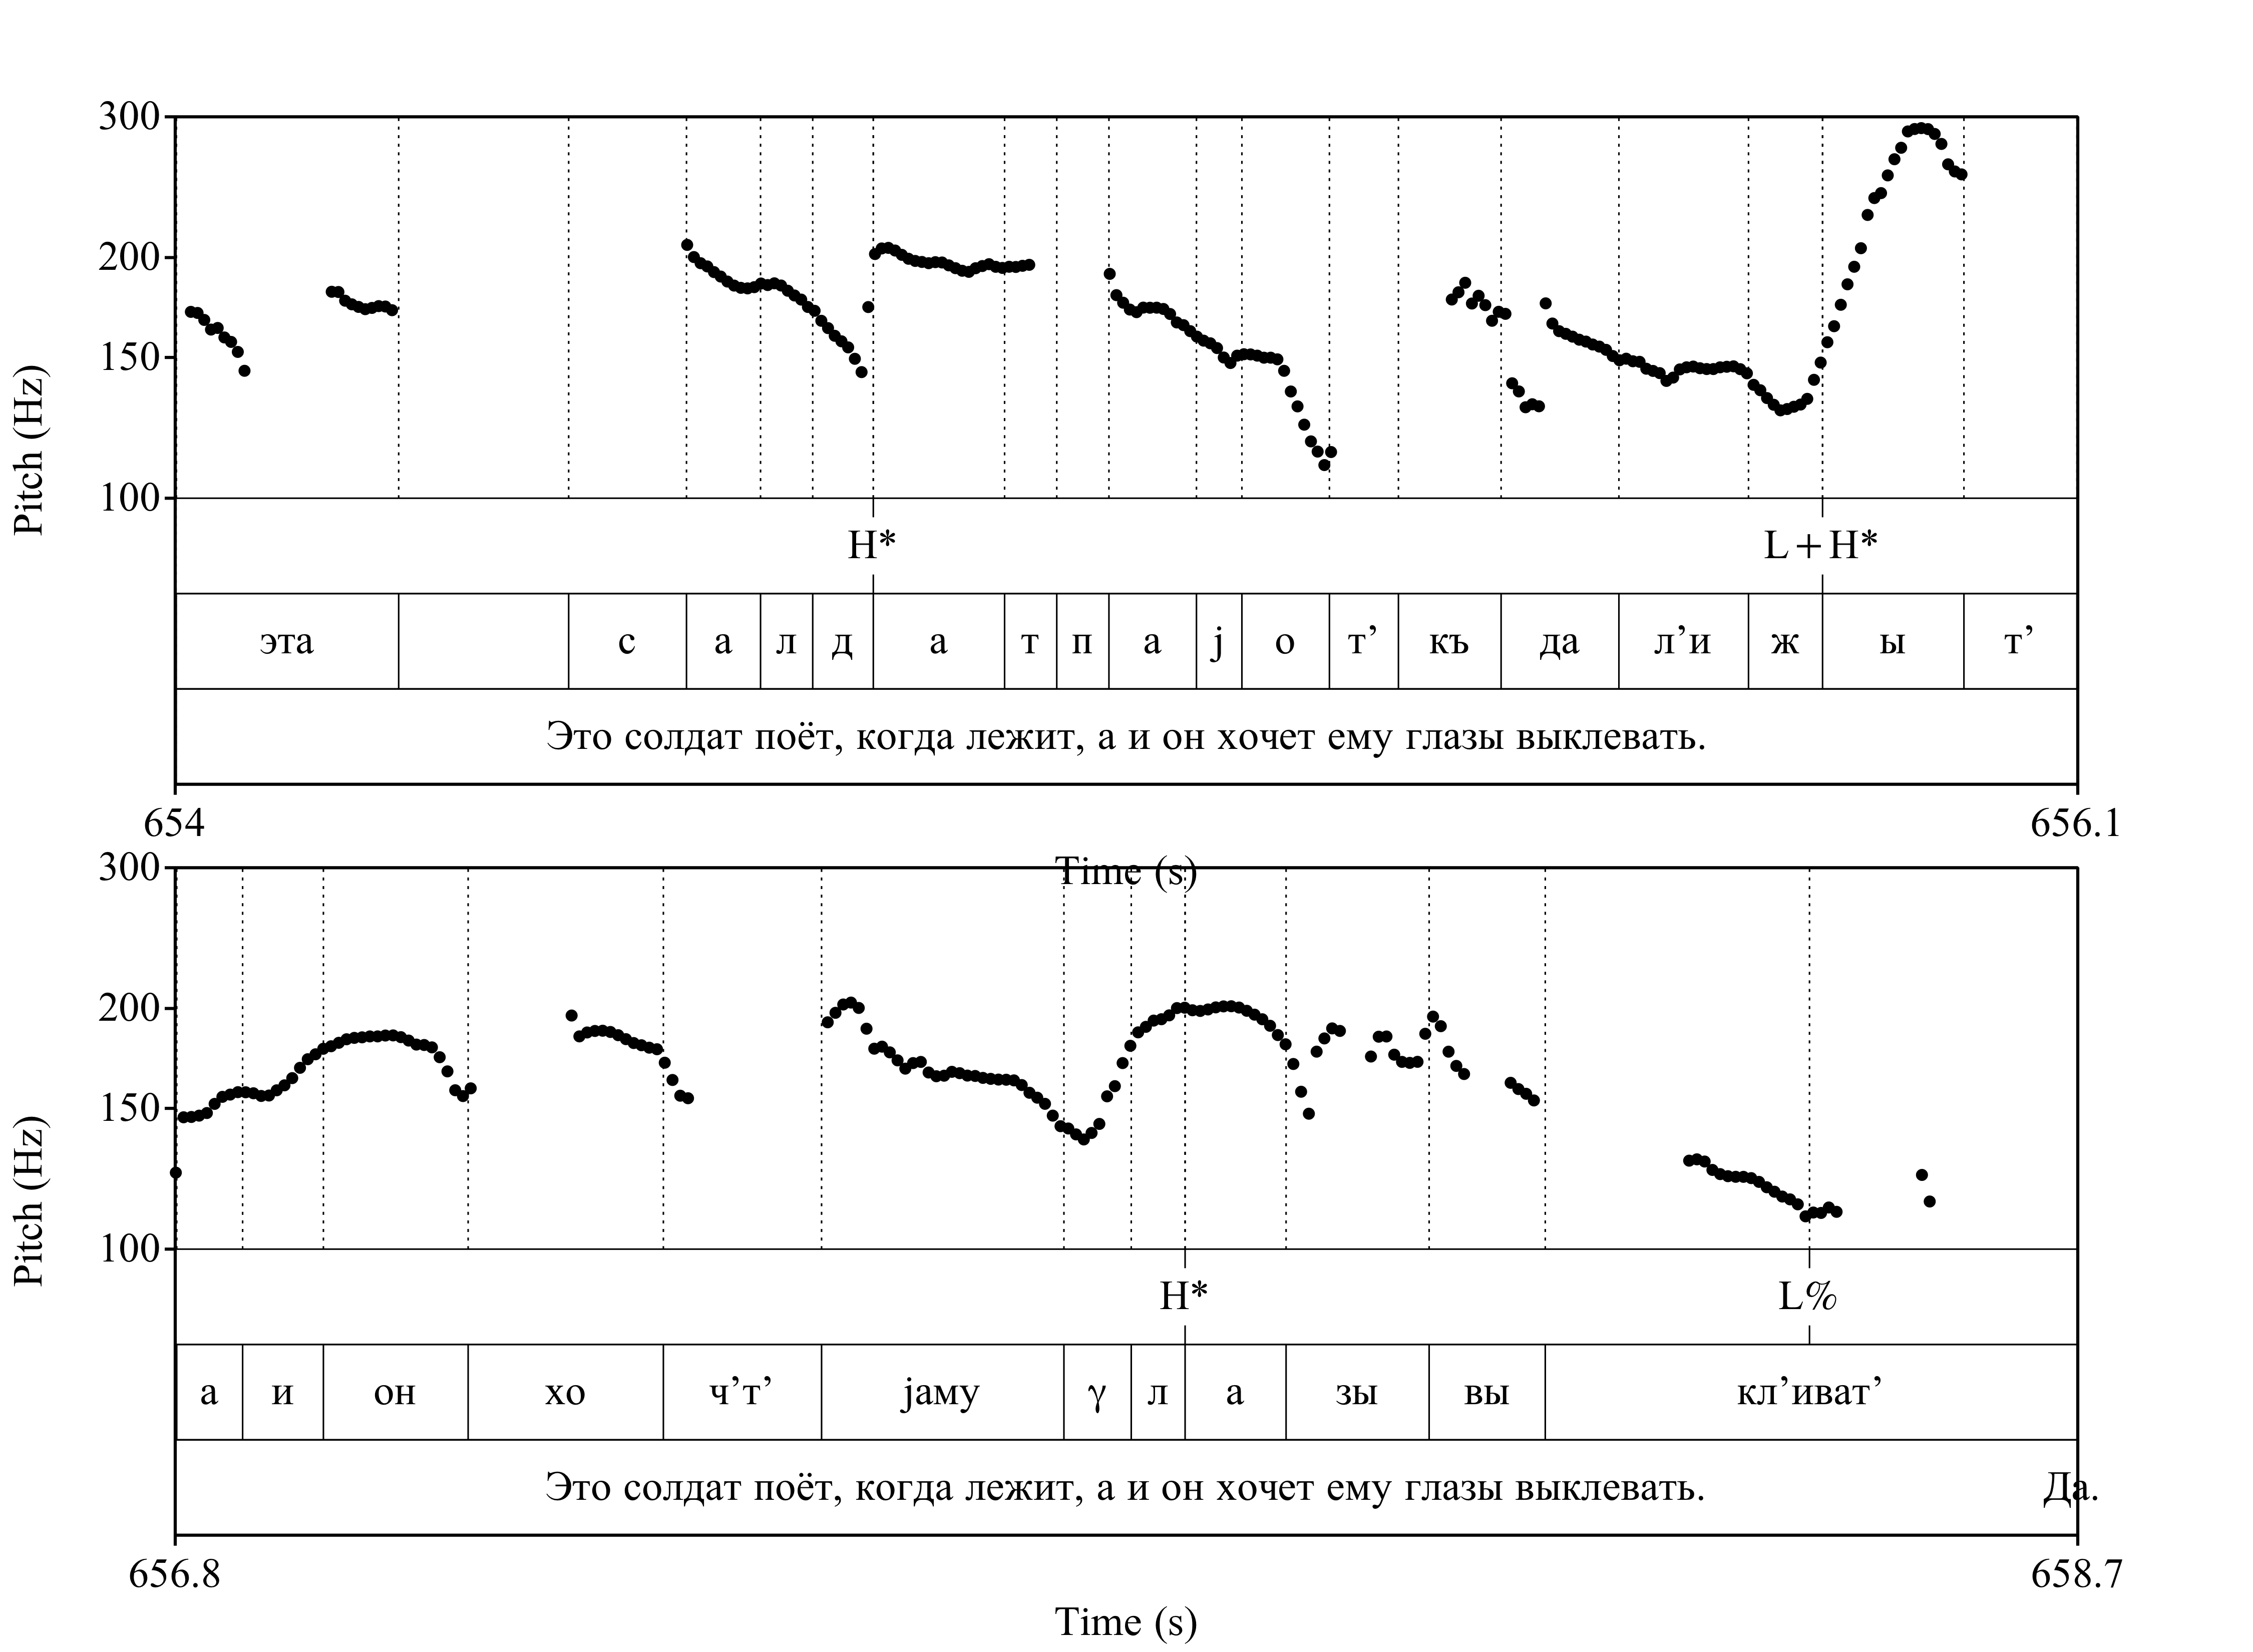 300
200
150
100
Pitch (Hz)
H* L+H*
эта с а л д а т п а j о т’ къ да л’и ж ы т’
Это солдат поёт, когда лежит, а и он хочет ему глазы выклевать.
654 656.1
Time (s)
300
200
150
100
Pitch (Hz)
H* L%
а и он хо ч’т’ jаму γ л а зы вы кл’иват’
Это солдат поёт, когда лежит, а и он хочет ему глазы выклевать. Да.
656.8 658.7
Time (s)